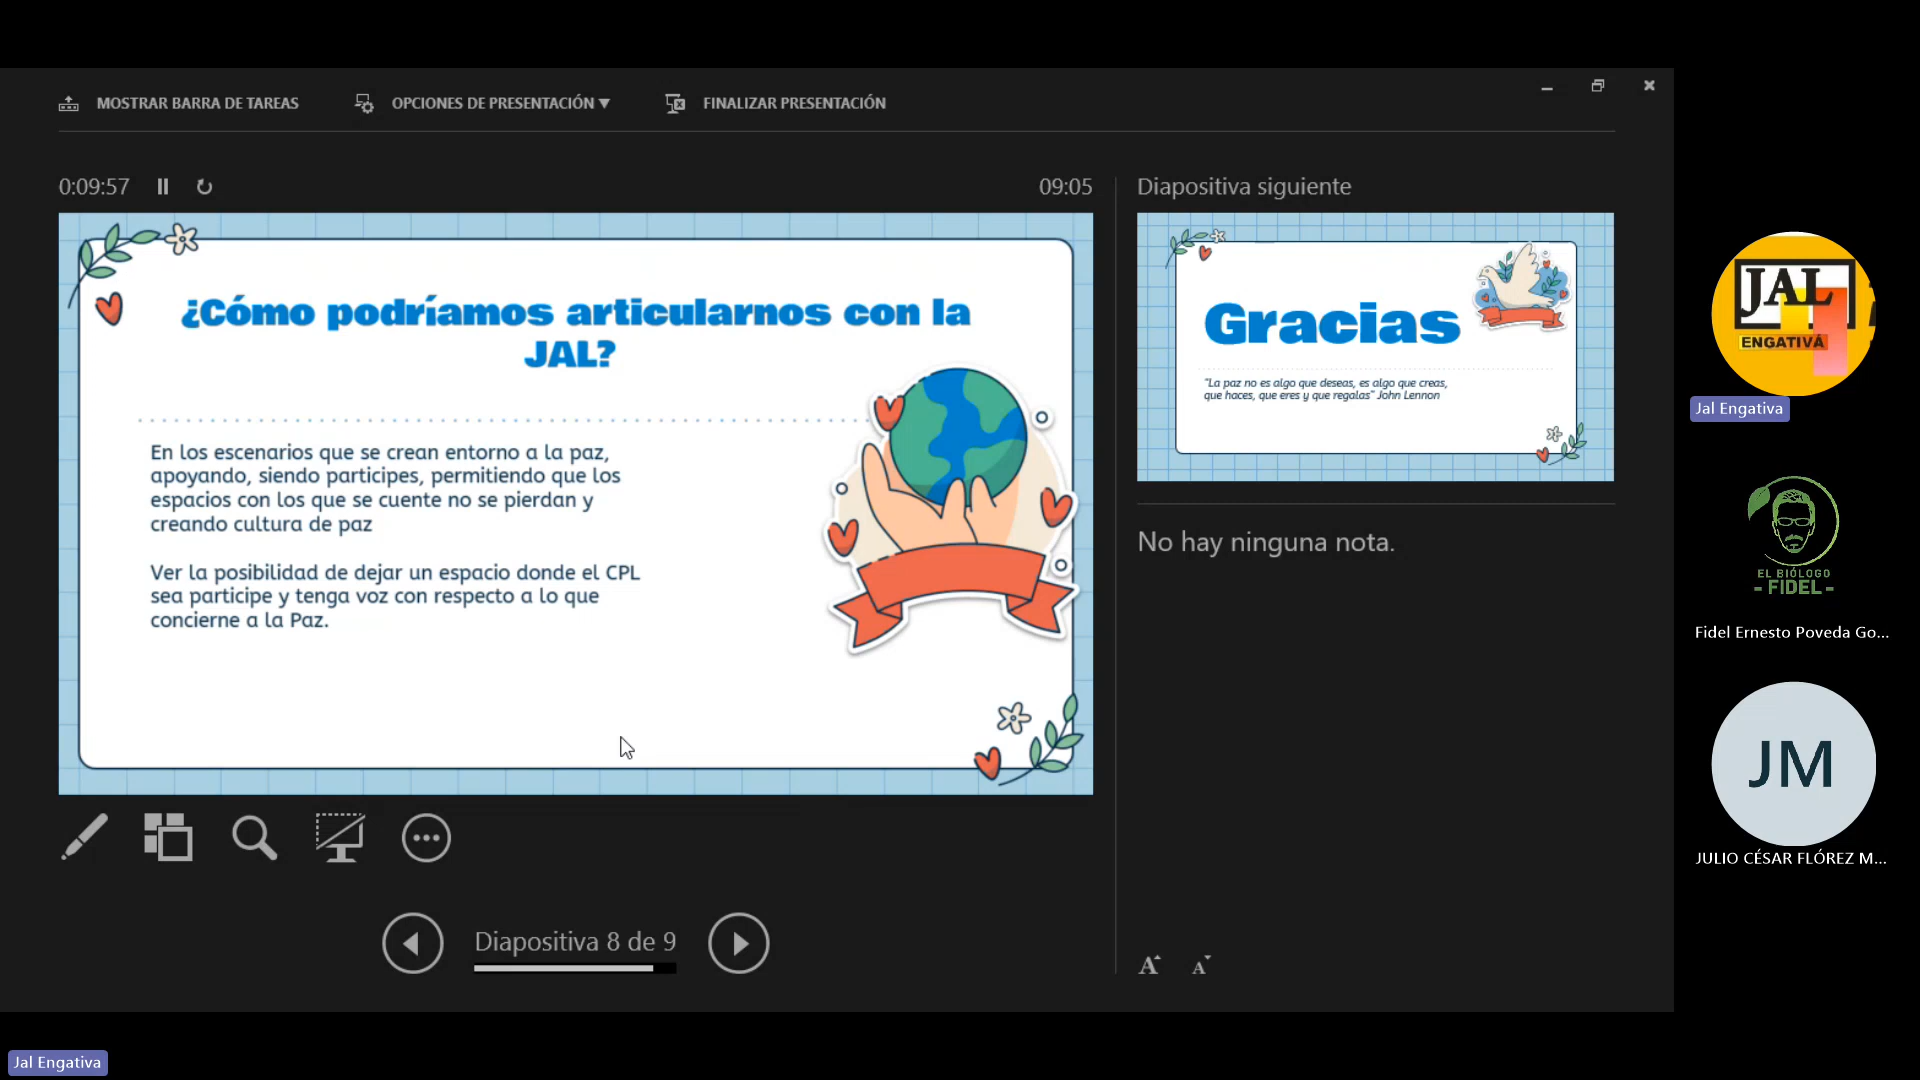 MOSTRAR BARRA DE TAREAS
OPCIONES DE PRESENTACIÓN ▼
FINALIZAR PRESENTACIÓN
0:09:57
09:05
¿Cómo podríamos articularnos con la
JAL?
En los escenarios que se crean entorno a la paz,
apoyando, siendo participes, permitiendo que los
espacios con los que se cuente no se pierdan y
creando cultura de paz
Ver la posibilidad de dejar un espacio donde el CPL
sea participe y tenga voz con respecto a lo que
concierne a la Paz.
Diapositiva 8 de 9
Diapositiva siguiente
Gracias
"La paz no es algo que deseas, es algo que creas,
que haces, que eres y que regalas" John Lennon
No hay ninguna nota.
A A
JAL
ENGATIVÁ
Jal Engativa
EL BIÓLOGO
- FIDEL -
Fidel Ernesto Poveda Go...
JM
JULIO CÉSAR FLÓREZ M...
Jal Engativa